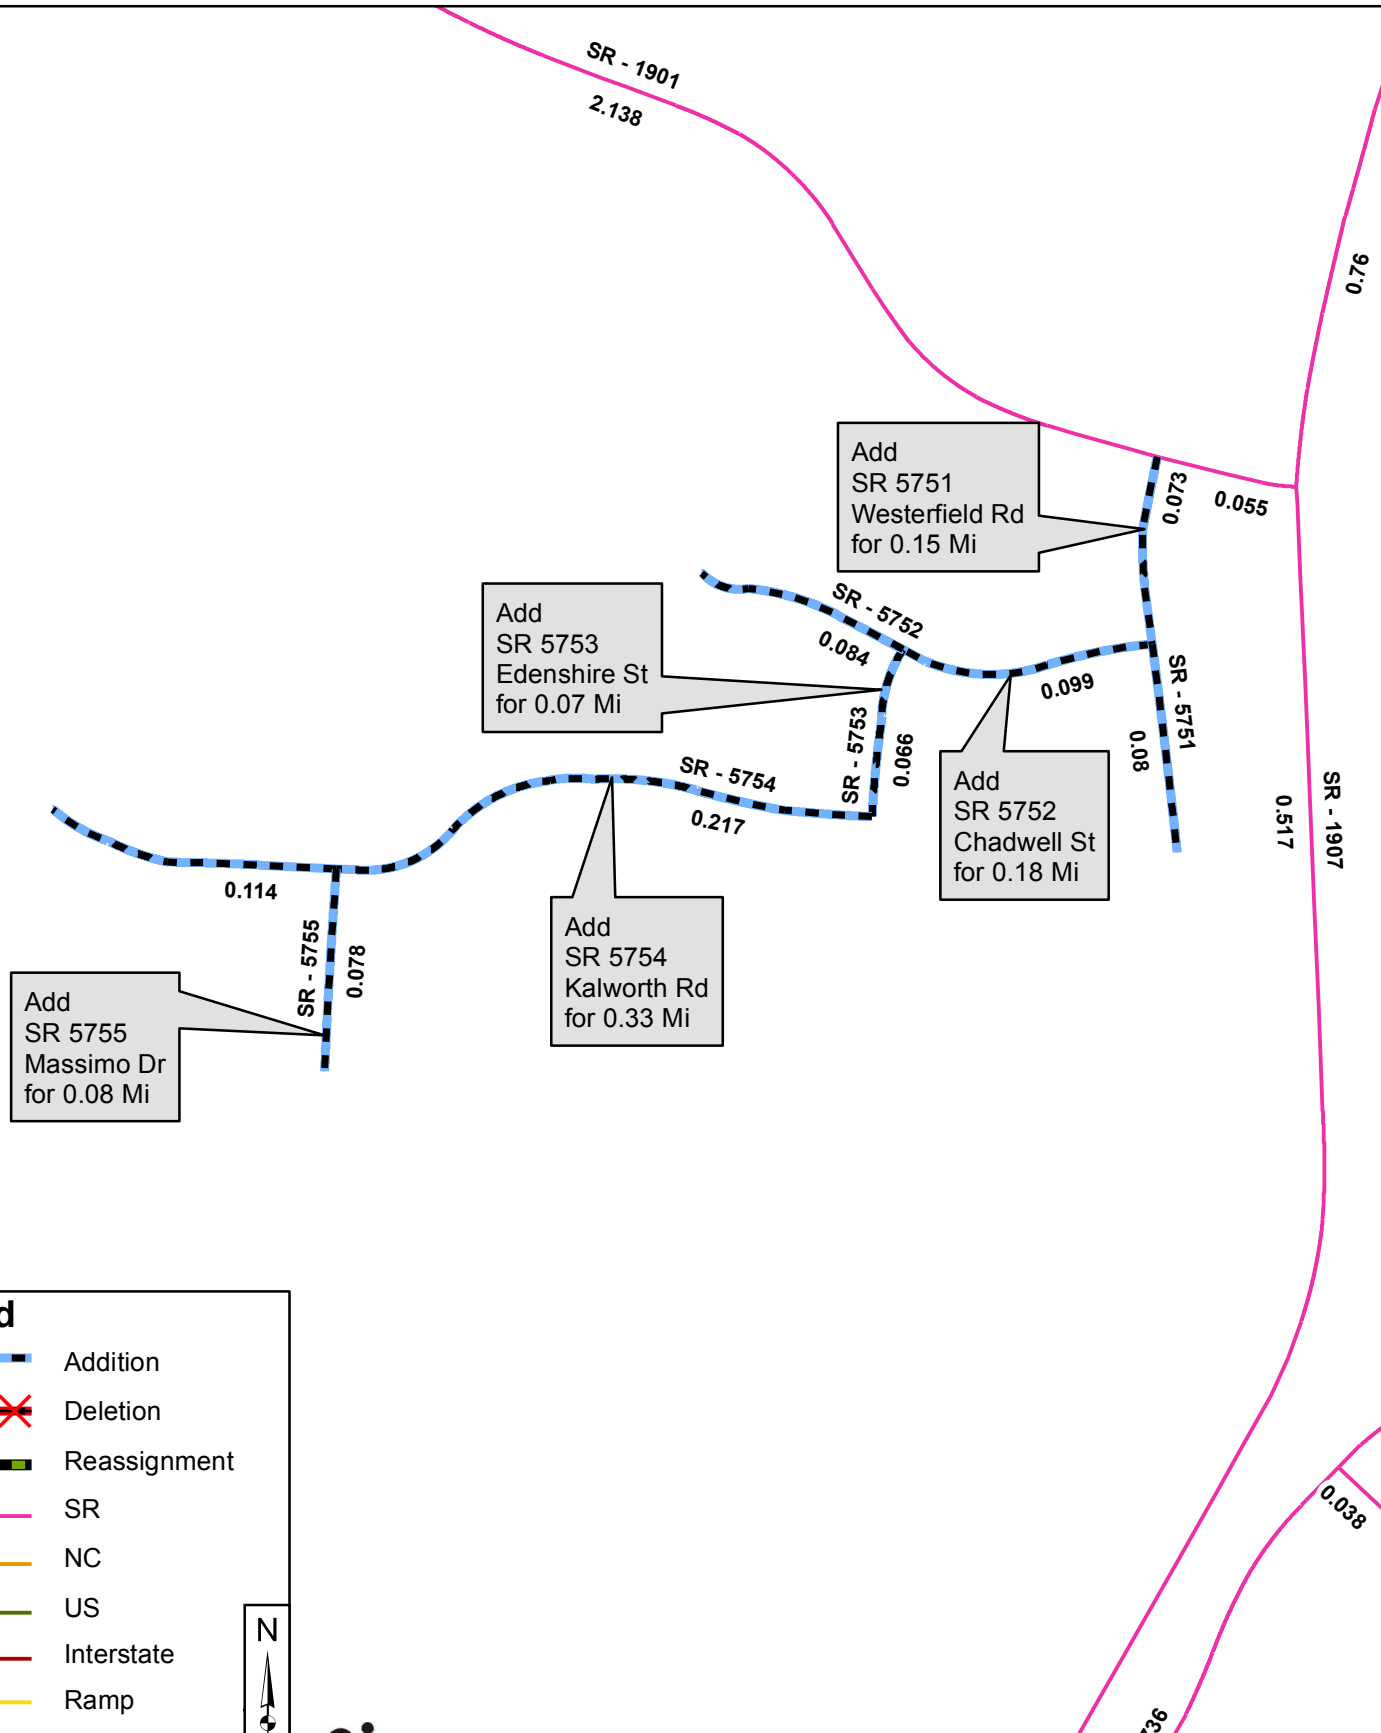 SR - 1901
2.138
0.76
Add
SR 5751
Westerfield Rd
for 0.15 Mi
0.073
0.055
Add
SR 5753
Edenshire St
for 0.07 Mi
SR - 5752
0.084
0.099
SR - 5751
0.08
SR - 5753
0.066
Add
SR 5752
Chadwell St
for 0.18 Mi
SR - 5754
0.217
SR - 1907
0.517
0.114
SR - 5755
0.078
Add
SR 5754
Kalworth Rd
for 0.33 Mi
Add
SR 5755
Massimo Dr
for 0.08 Mi
d
Addition
Deletion
Reassignment
SR
NC
US
Interstate
Ramp
N
0.038
736